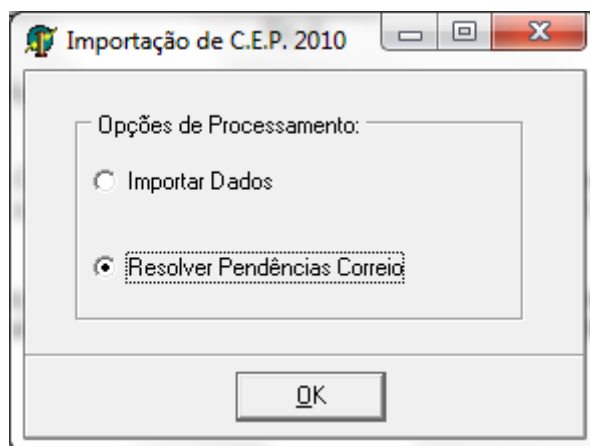 Importação de C.E.P. 2010
Opções de Processamento:
Importar Dados
Resolver Pendências Correio
OK